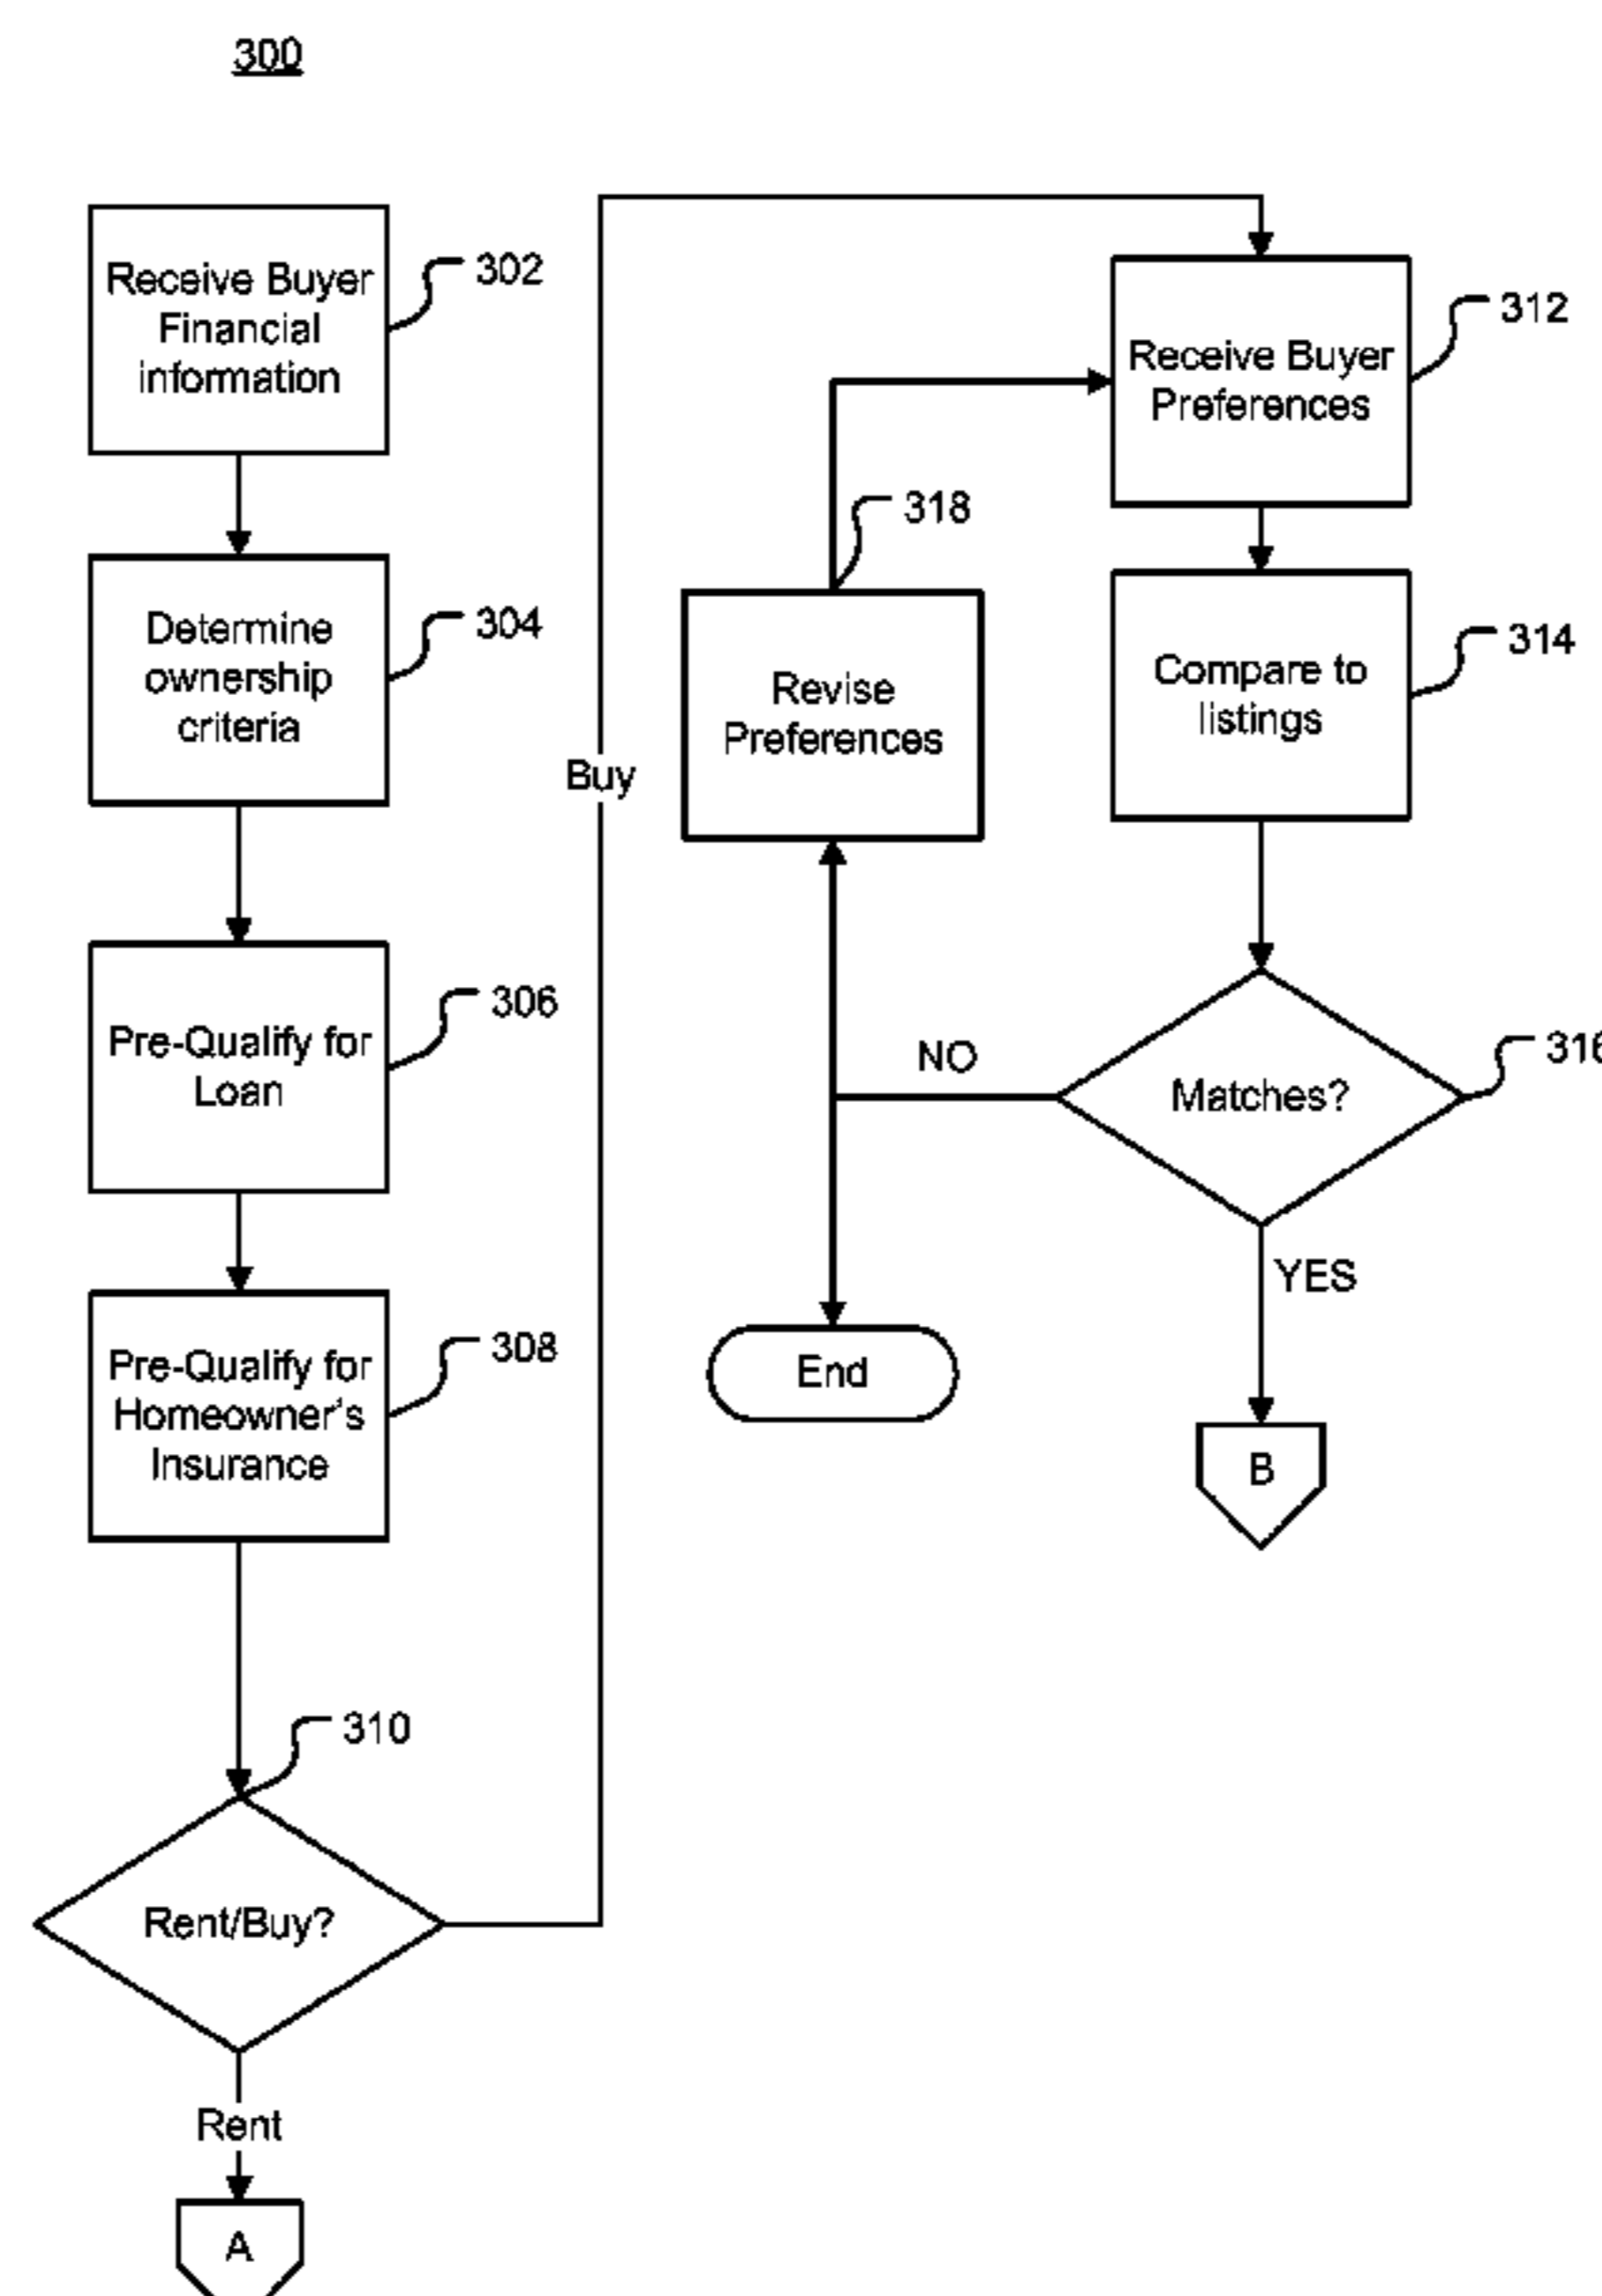 300
Receive Buyer
Financial
information
302
Determine
ownership
criteria
304
Pre-Qualify for
Loan
306
Pre-Qualify for
Homeowner's
Insurance
308
310
Rent/Buy?
Rent
A
Buy
Receive Buyer
Preferences
312
318
Revise
Preferences
Compare to
listings
314
NO
Matches?
316
YES
End
B